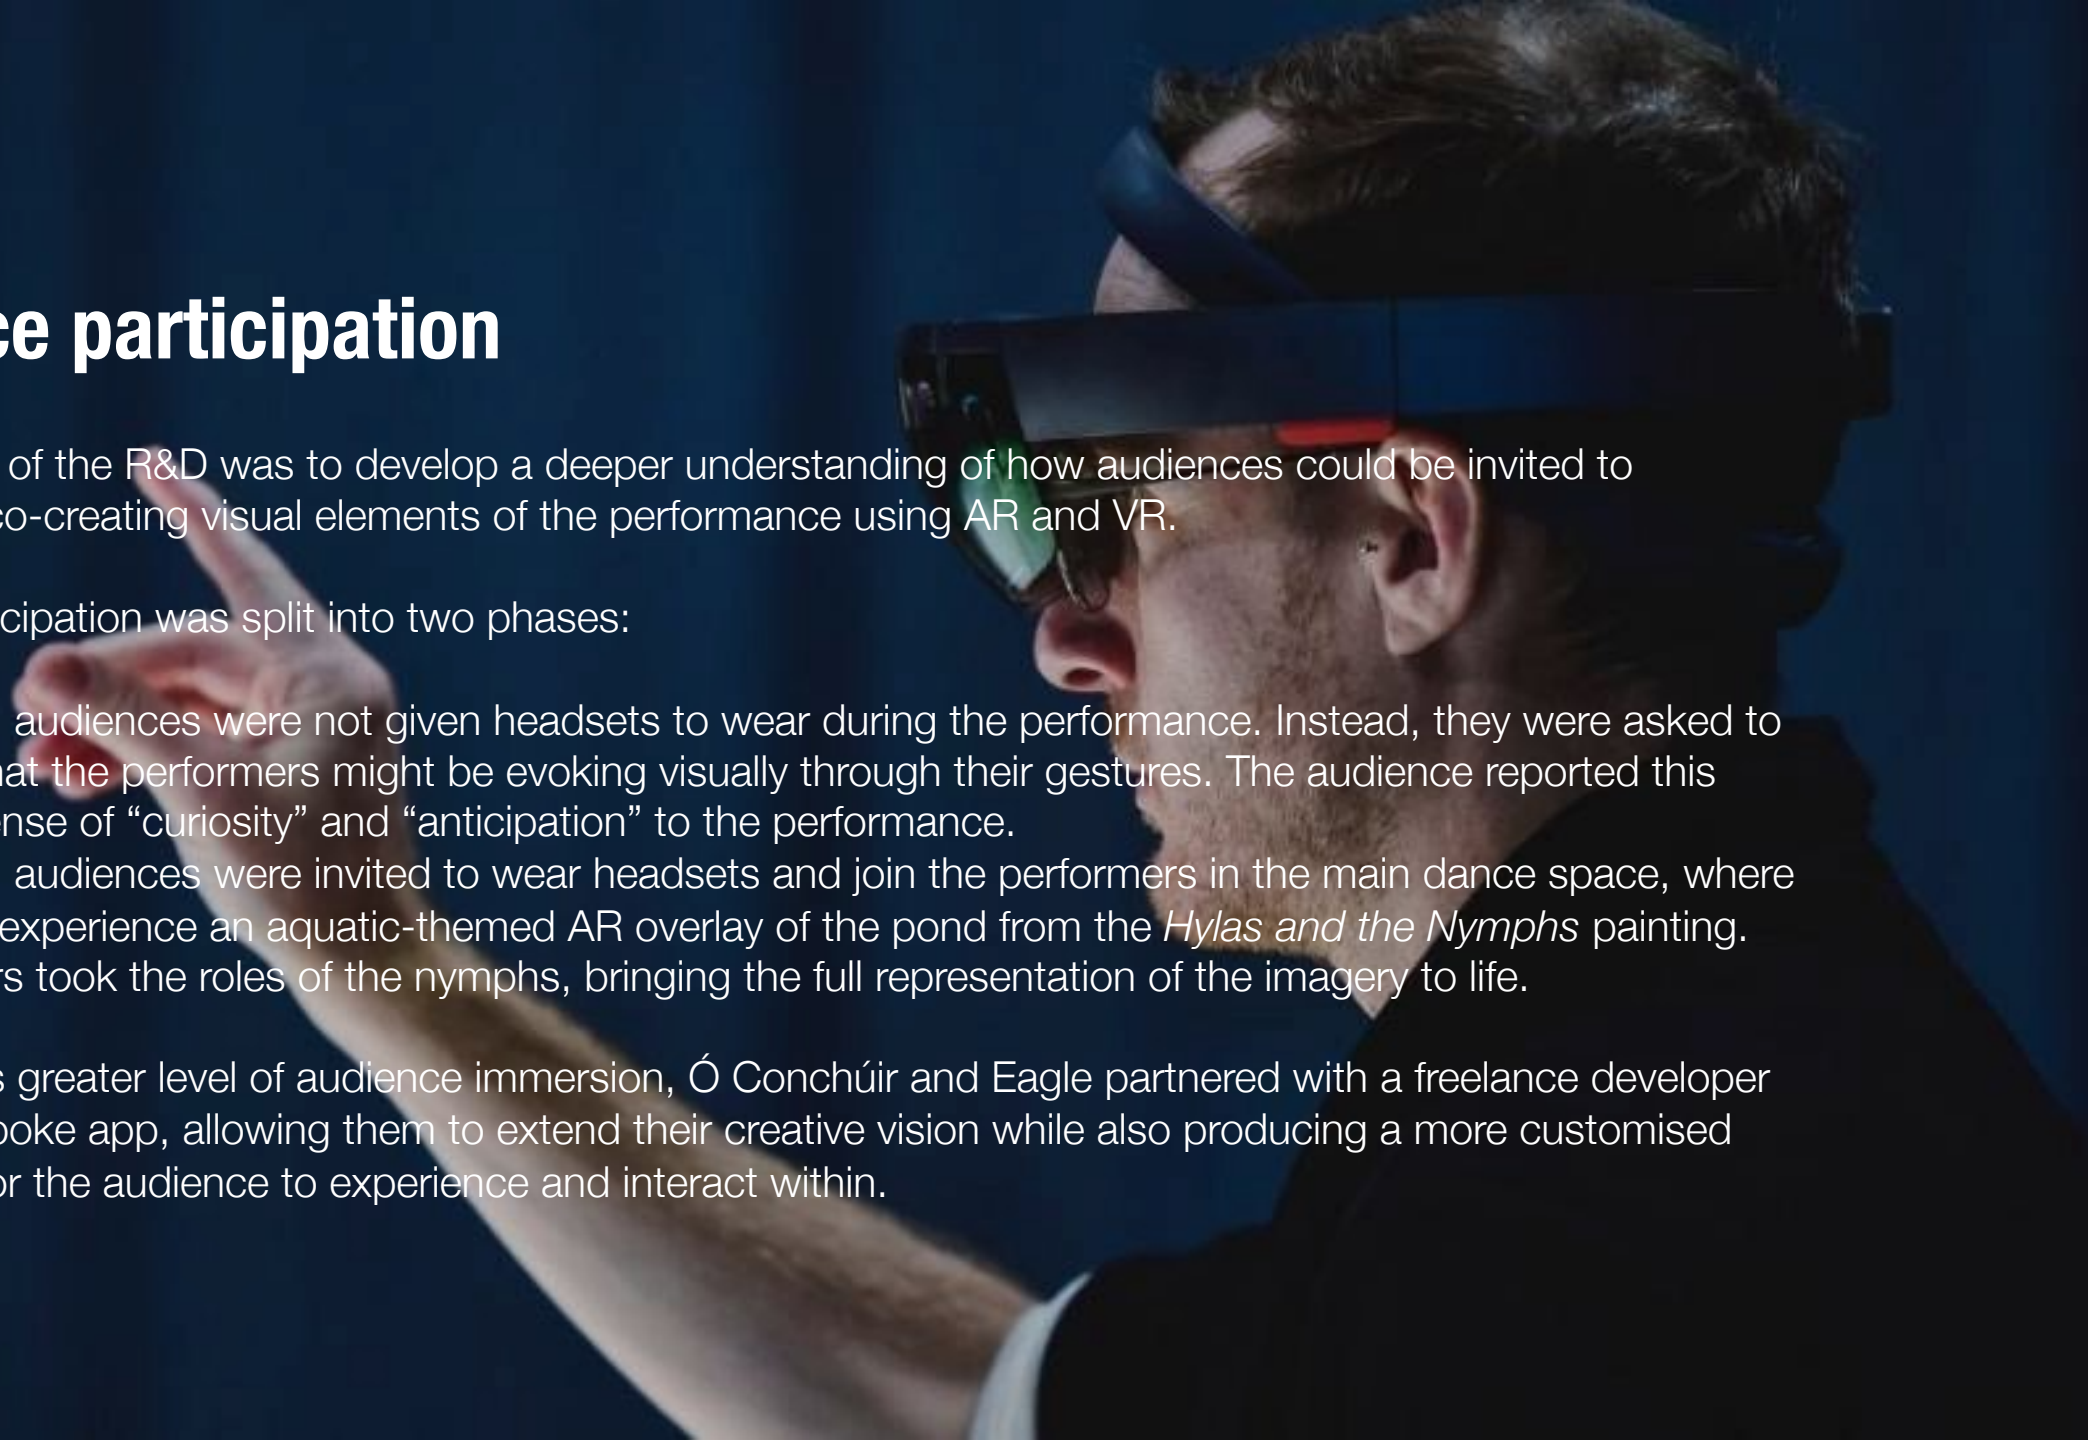 ce participation
of the R&D was to develop a deeper understanding of how audiences could be invited to
co-creating visual elements of the performance using AR and VR.
cipation was split into two phases:
audiences were not given headsets to wear during the performance. Instead, they were asked to
at the performers might be evoking visually through their gestures. The audience reported this
nse of “curiosity” and “anticipation” to the performance.
audiences were invited to wear headsets and join the performers in the main dance space, where
experience an aquatic-themed AR overlay of the pond from the Hylas and the Nymphs painting.
rs took the roles of the nymphs, bringing the full representation of the imagery to life.
s greater level of audience immersion, Ó Conchúir and Eagle partnered with a freelance developer
poke app, allowing them to extend their creative vision while also producing a more customised
or the audience to experience and interact within.